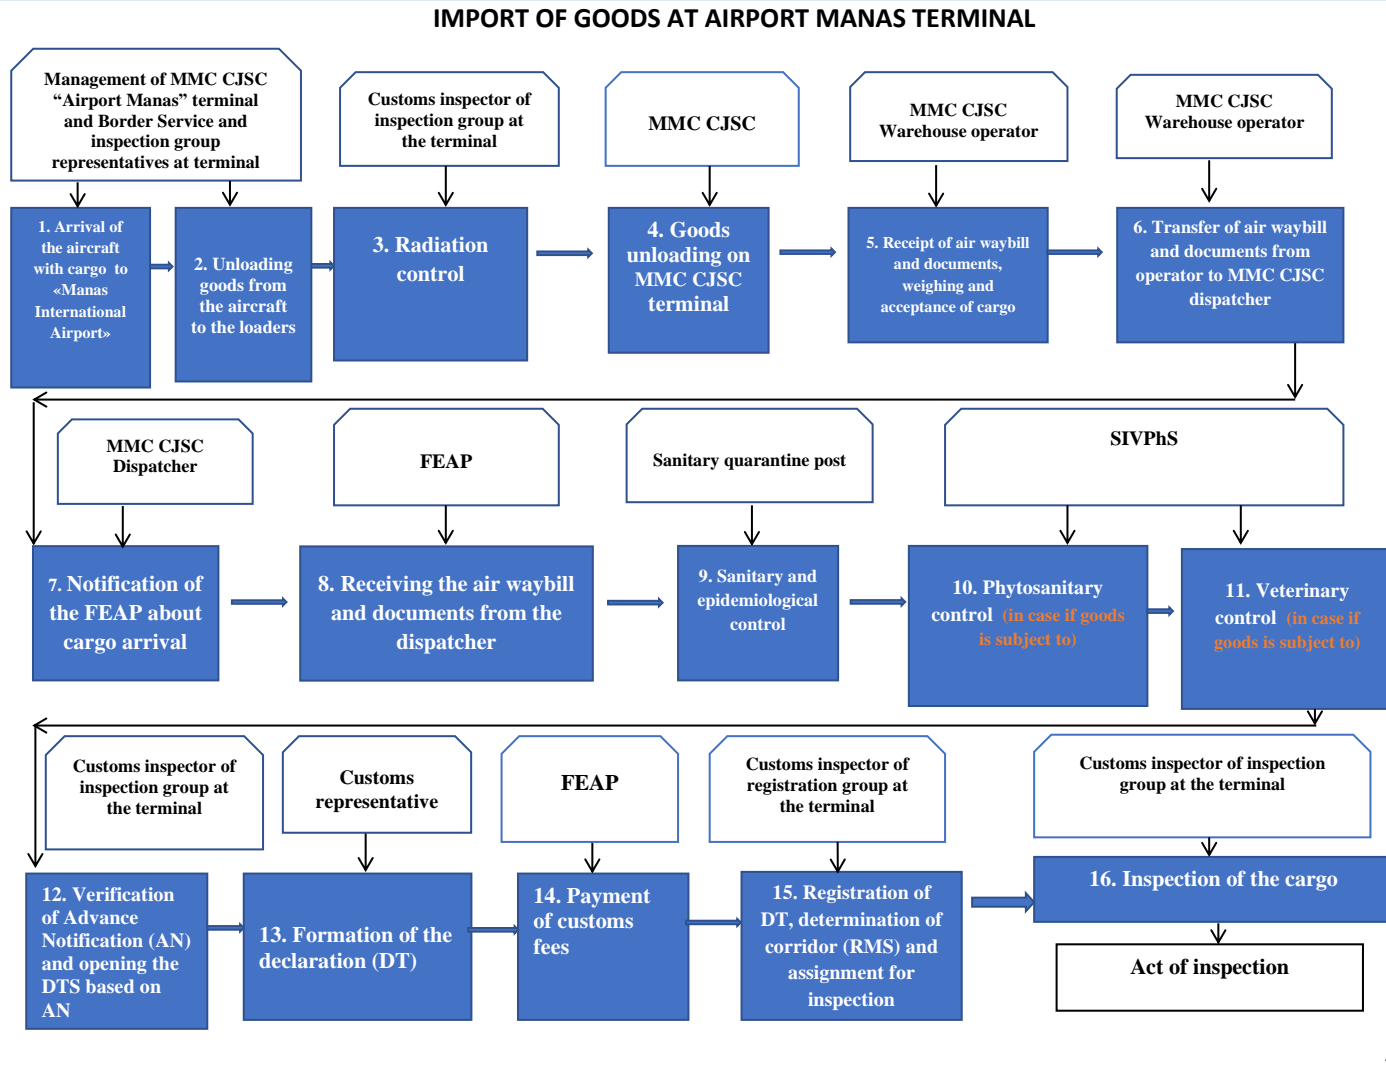 IMPORT OF GOODS AT AIRPORT MANAS TERMINAL
Management of MMC CJSC
“Airport Manas” terminal
and Border Service and
inspection group
representatives at terminal
Customs inspector of
inspection group at
the terminal
MMC CJSC
MMC CJSC
Warehouse operator
MMC CJSC
Warehouse operator
1. Arrival of
the aircraft
with cargo to
«Manas
International
Airport»
2. Unloading
goods from
the aircraft
to the loaders
3. Radiation
control
4. Goods
unloading on
MMC CJSC
terminal
5. Receipt of air waybill
and documents,
weighing and
acceptance of cargo
6. Transfer of air waybill
and documents from
operator to MMC CJSC
dispatcher
MMC CJSC
Dispatcher
FEAP
Sanitary quarantine post
SIVPhS
7. Notification of
the FEAP about
cargo arrival
8. Receiving the air waybill
and documents from the
dispatcher
9. Sanitary and
epidemiological
control
10. Phytosanitary
control (in case if goods
is subject to)
11. Veterinary
control (in case if
goods is subject to)
Customs inspector of
inspection group at
the terminal
Customs
representative
FEAP
Customs inspector of
registration group at
the terminal
Customs inspector of inspection
group at the terminal
12. Verification
of Advance
Notification (AN)
and opening the
DTS based on
AN
13. Formation of the
declaration (DT)
14. Payment
of customs
fees
15. Registration of
DT, determination of
corridor (RMS) and
assignment for
inspection
16. Inspection of the cargo
Act of inspection